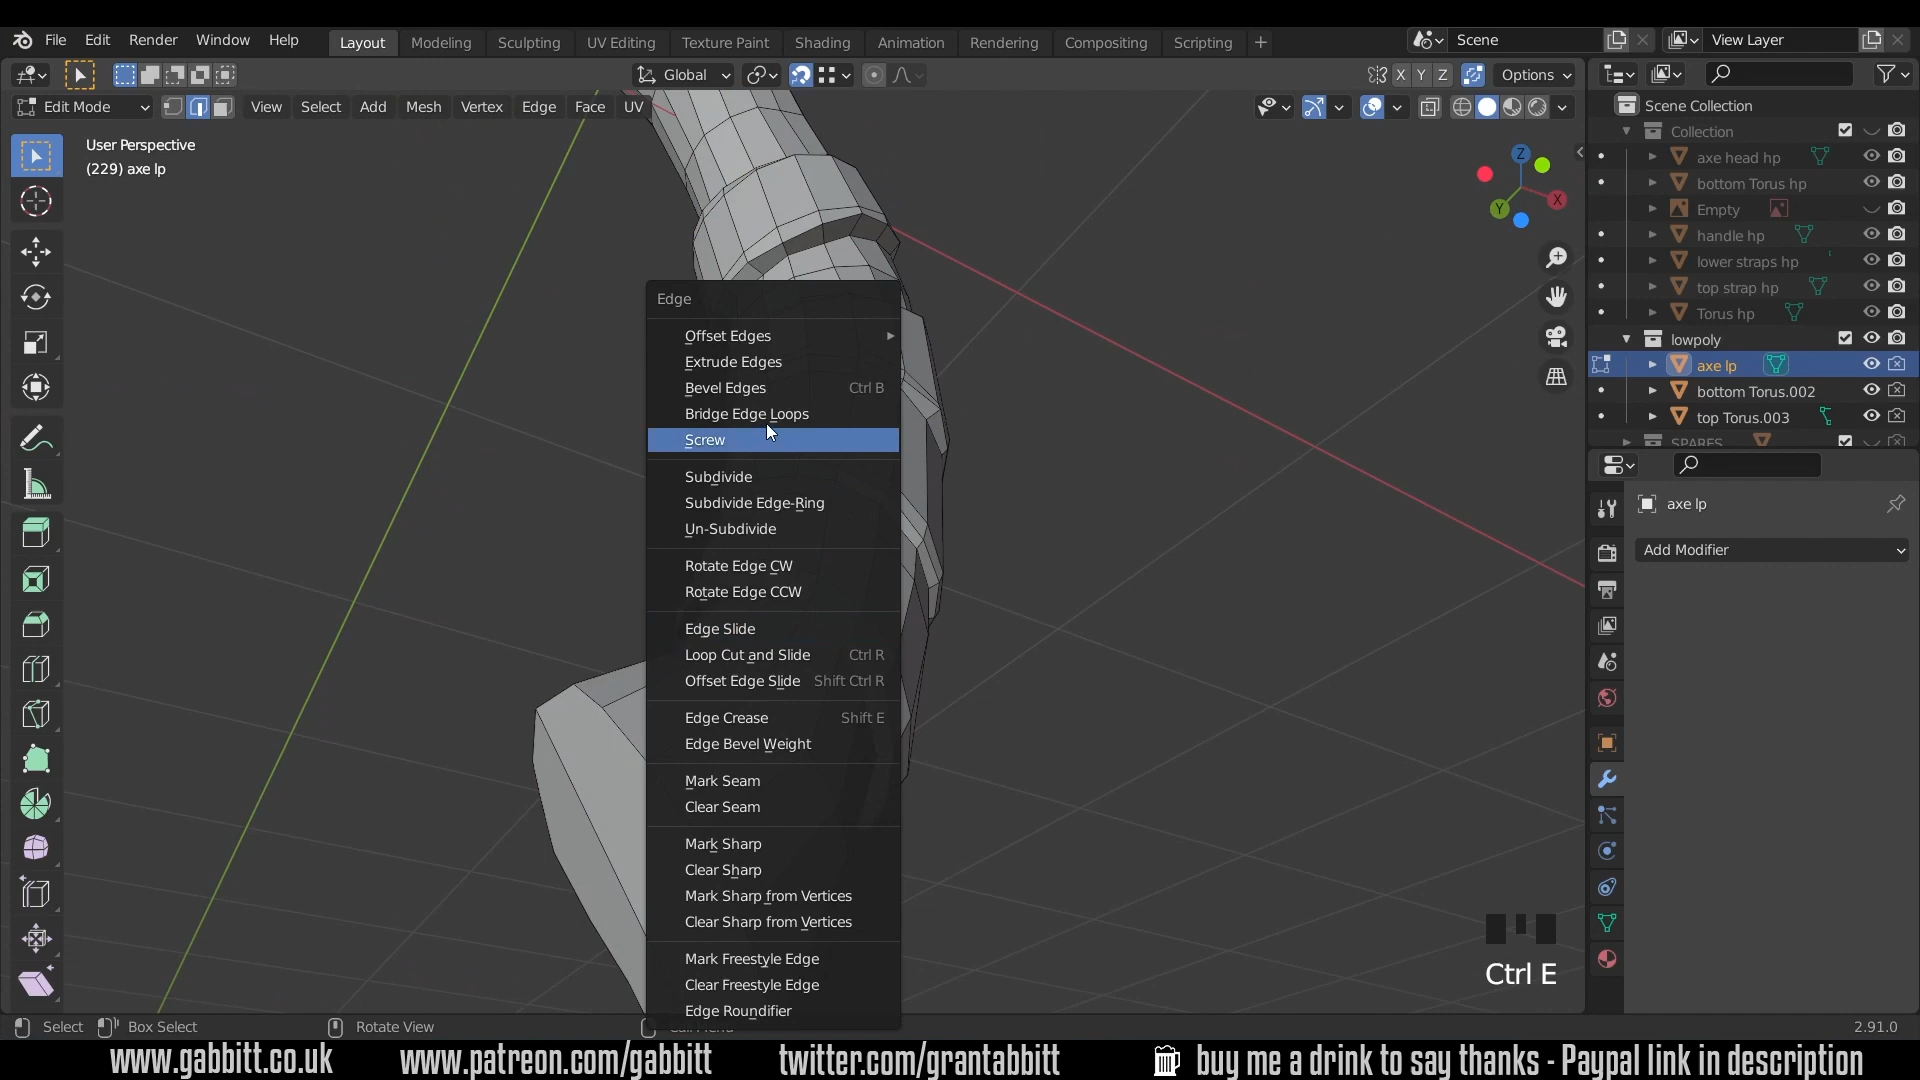 File Edit Render Window Help Layout Modeling Sculpting UV Editing Texture Paint Shading Animation Rendering Compositing Scripting + Scene View Layer
Global X Y Z Options
Edit Mode View Select Add Mesh Vertex Edge Face UV
User Perspective
(229) axe lp
Z
X
Y
Edge
Offset Edges
Extrude Edges
Bevel Edges Ctrl B
Bridge Edge Loops
Screw
Subdivide
Subdivide Edge-Ring
Un-Subdivide
Rotate Edge CW
Rotate Edge CCW
Edge Slide
Loop Cut and Slide Ctrl R
Offset Edge Slide Shift Ctrl R
Edge Crease Shift E
Edge Bevel Weight
Mark Seam
Clear Seam
Mark Sharp
Clear Sharp
Mark Sharp from Vertices
Clear Sharp from Vertices
Mark Freestyle Edge
Clear Freestyle Edge
Edge Roundifier
Scene Collection
Collection
axe head hp
bottom Torus hp
Empty
handle hp
lower straps hp
top strap hp
Torus hp
lowpoly
axe lp
bottom Torus.002
top Torus.003
SPARES
axe lp
Add Modifier
Ctrl E
Select Box Select Rotate View Call Menu 2.91.0
www.gabbitt.co.uk www.patreon.com/gabbitt twitter.com/grantabbitt buy me a drink to say thanks - Paypal link in description